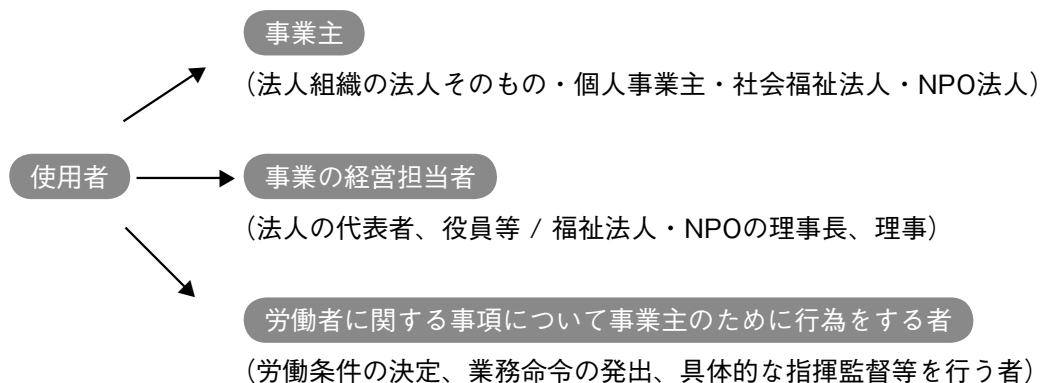 事業主
(法人組織の法人そのもの・個人事業主・社会福祉法人・NPO法人)
使用者
事業の経営担当者
(法人の代表者、役員等 / 福祉法人・NPOの理事長、理事)
労働者に関する事項について事業主のために行為をする者
(労働条件の決定、業務命令の発出、具体的な指揮監督等を行う者)